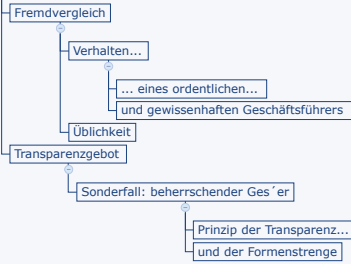 Fremdvergleich
Verhalten...
... eines ordentlichen...
und gewissenhaften Geschäftsführers
Üblichkeit
Transparenzgebot
Sonderfall: beherrschender Ges´er
Prinzip der Transparenz...
und der Formenstrenge